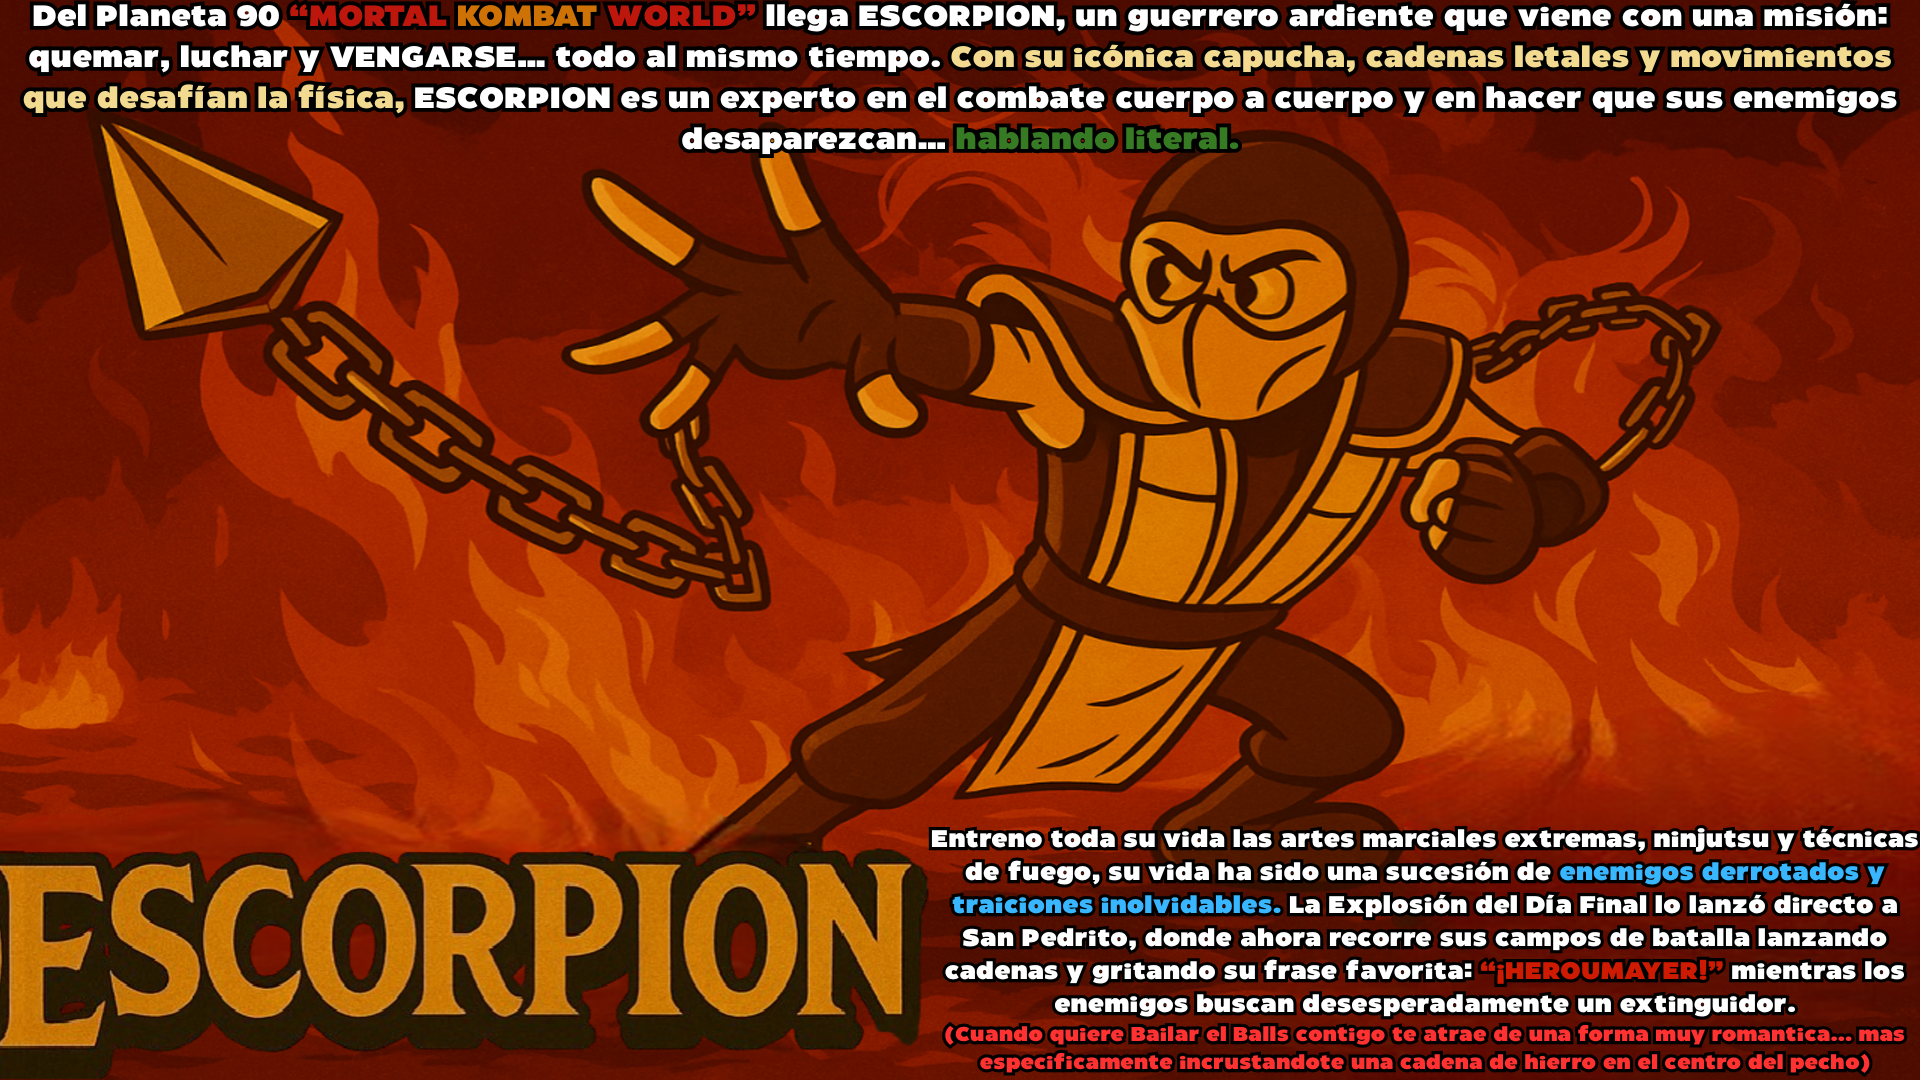 Del Planeta 90 “MORTAL KOMBAT WORLD” llega ESCORPION, un guerrero ardiente que viene con una misión:
quemar, luchar y VENGARSE... todo al mismo tiempo. Con su icónica capucha, cadenas letales y movimientos
que desafían la física, ESCORPION es un experto en el combate cuerpo a cuerpo y en hacer que sus enemigos
desaparezcan... hablando literal.
ESCORPION
Entreno toda su vida las artes marciales extremas, ninjutsu y técnicas
de fuego, su vida ha sido una sucesión de enemigos derrotados y
traiciones inolvidables. La Explosión del Día Final lo lanzó directo a
San Pedrito, donde ahora recorre sus campos de batalla lanzando
cadenas y gritando su frase favorita: “¡HEROUMAYER!” mientras los
enemigos buscan desesperadamente un extinguidor.
(Cuando quiere Bailar el Balls contigo te atrae de una forma muy romantica... mas
especificamente incrustandote una cadena de hierro en el centro del pecho)